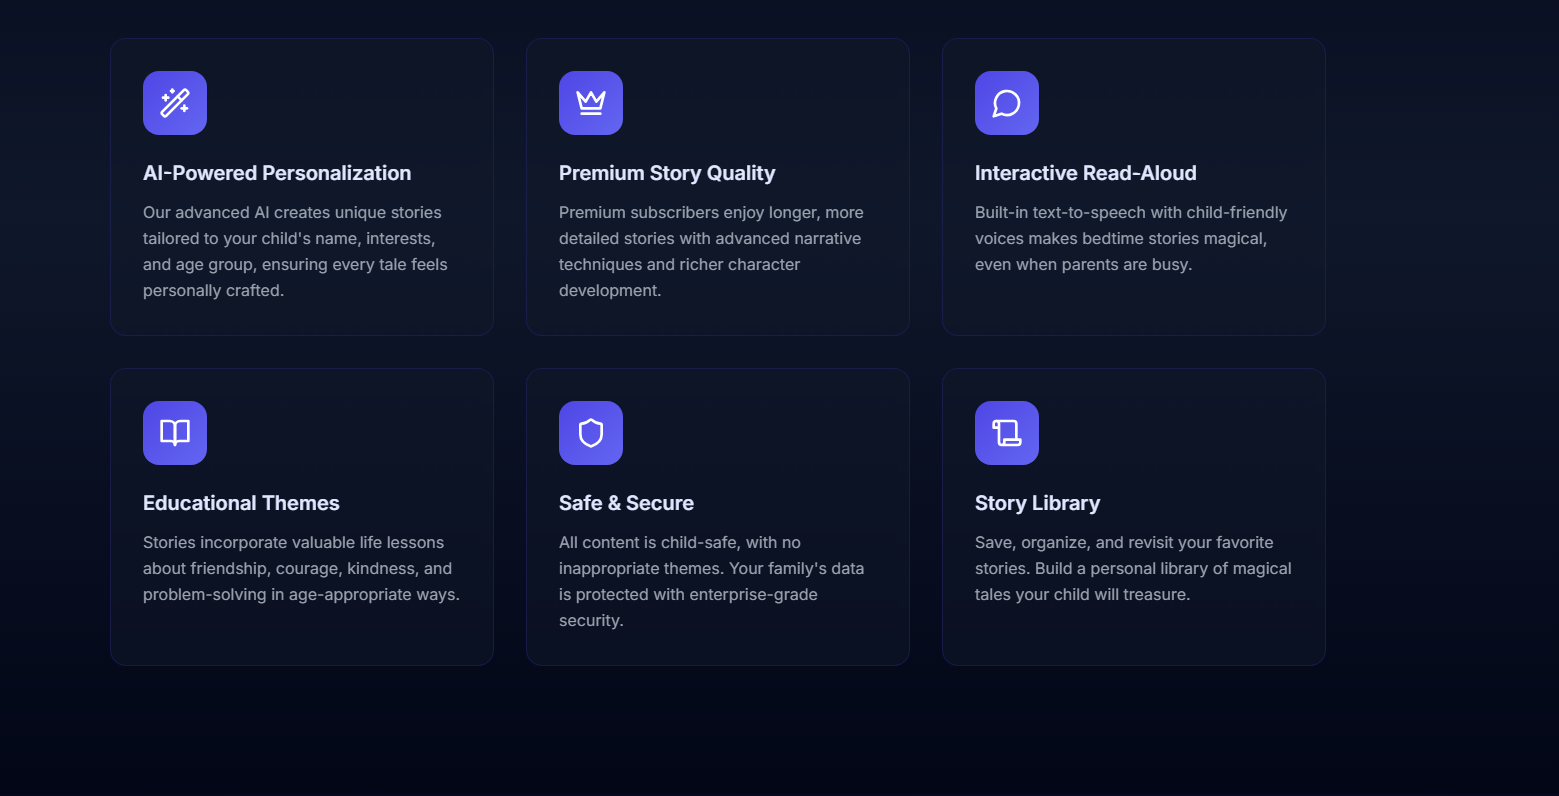 AI-Powered Personalization
Our advanced AI creates unique stories
tailored to your child's name, interests,
and age group, ensuring every tale feels
personally crafted.
Premium Story Quality
Premium subscribers enjoy longer, more
detailed stories with advanced narrative
techniques and richer character
development.
Interactive Read-Aloud
Built-in text-to-speech with child-friendly
voices makes bedtime stories magical,
even when parents are busy.
Educational Themes
Stories incorporate valuable life lessons
about friendship, courage, kindness, and
problem-solving in age-appropriate ways.
Safe & Secure
All content is child-safe, with no
inappropriate themes. Your family's data
is protected with enterprise-grade
security.
Story Library
Save, organize, and revisit your favorite
stories. Build a personal library of magical
tales your child will treasure.